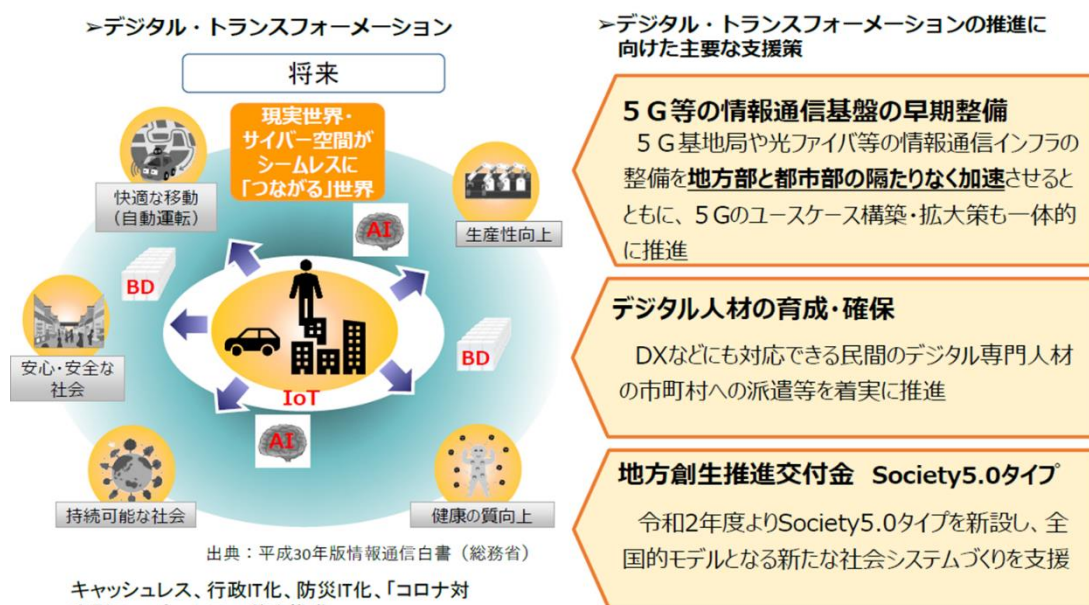 ➢デジタル・トランスフォーメーション
将来
現実世界・
サイバー空間が
シームレスに
「つながる」世界
快適な移動
(自動運転)
AI
生産性向上
BD
BD
安心・安全な
社会
IoT
AI
持続可能な社会
健康の質向上
出典：平成30年版情報通信白書（総務省）
キャッシュレス、行政IT化、防災IT化、「コロナ対
➢デジタル・トランスフォーメーションの推進に
向けた主要な支援策
５Ｇ等の情報通信基盤の早期整備
５Ｇ基地局や光ファイバ等の情報通信インフラの
整備を地方部と都市部の隔たりなく加速させると
ともに、５Gのユースケース構築・拡大策も一体的
に推進
デジタル人材の育成・確保
DXなどにも対応できる民間のデジタル専門人材
の市町村への派遣等を着実に推進
地方創生推進交付金 Society5.0タイプ
令和2年度よりSociety5.0タイプを新設し、全
国的モデルとなる新たな社会システムづくりを支援